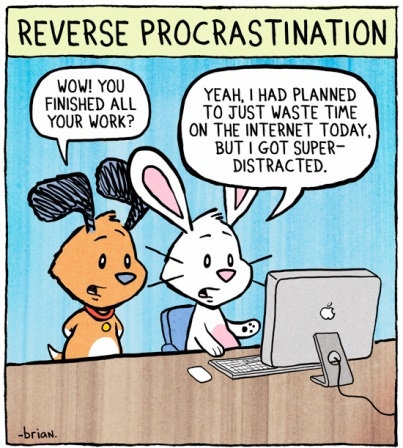 REVERSE PROCRASTINATION
WOW! YOU
FINISHED ALL
YOUR WORK?
YEAH, I HAD PLANNED
TO JUST WASTE TIME
ON THE INTERNET TODAY,
BUT I GOT SUPER-
DISTRACTED.
-brian.